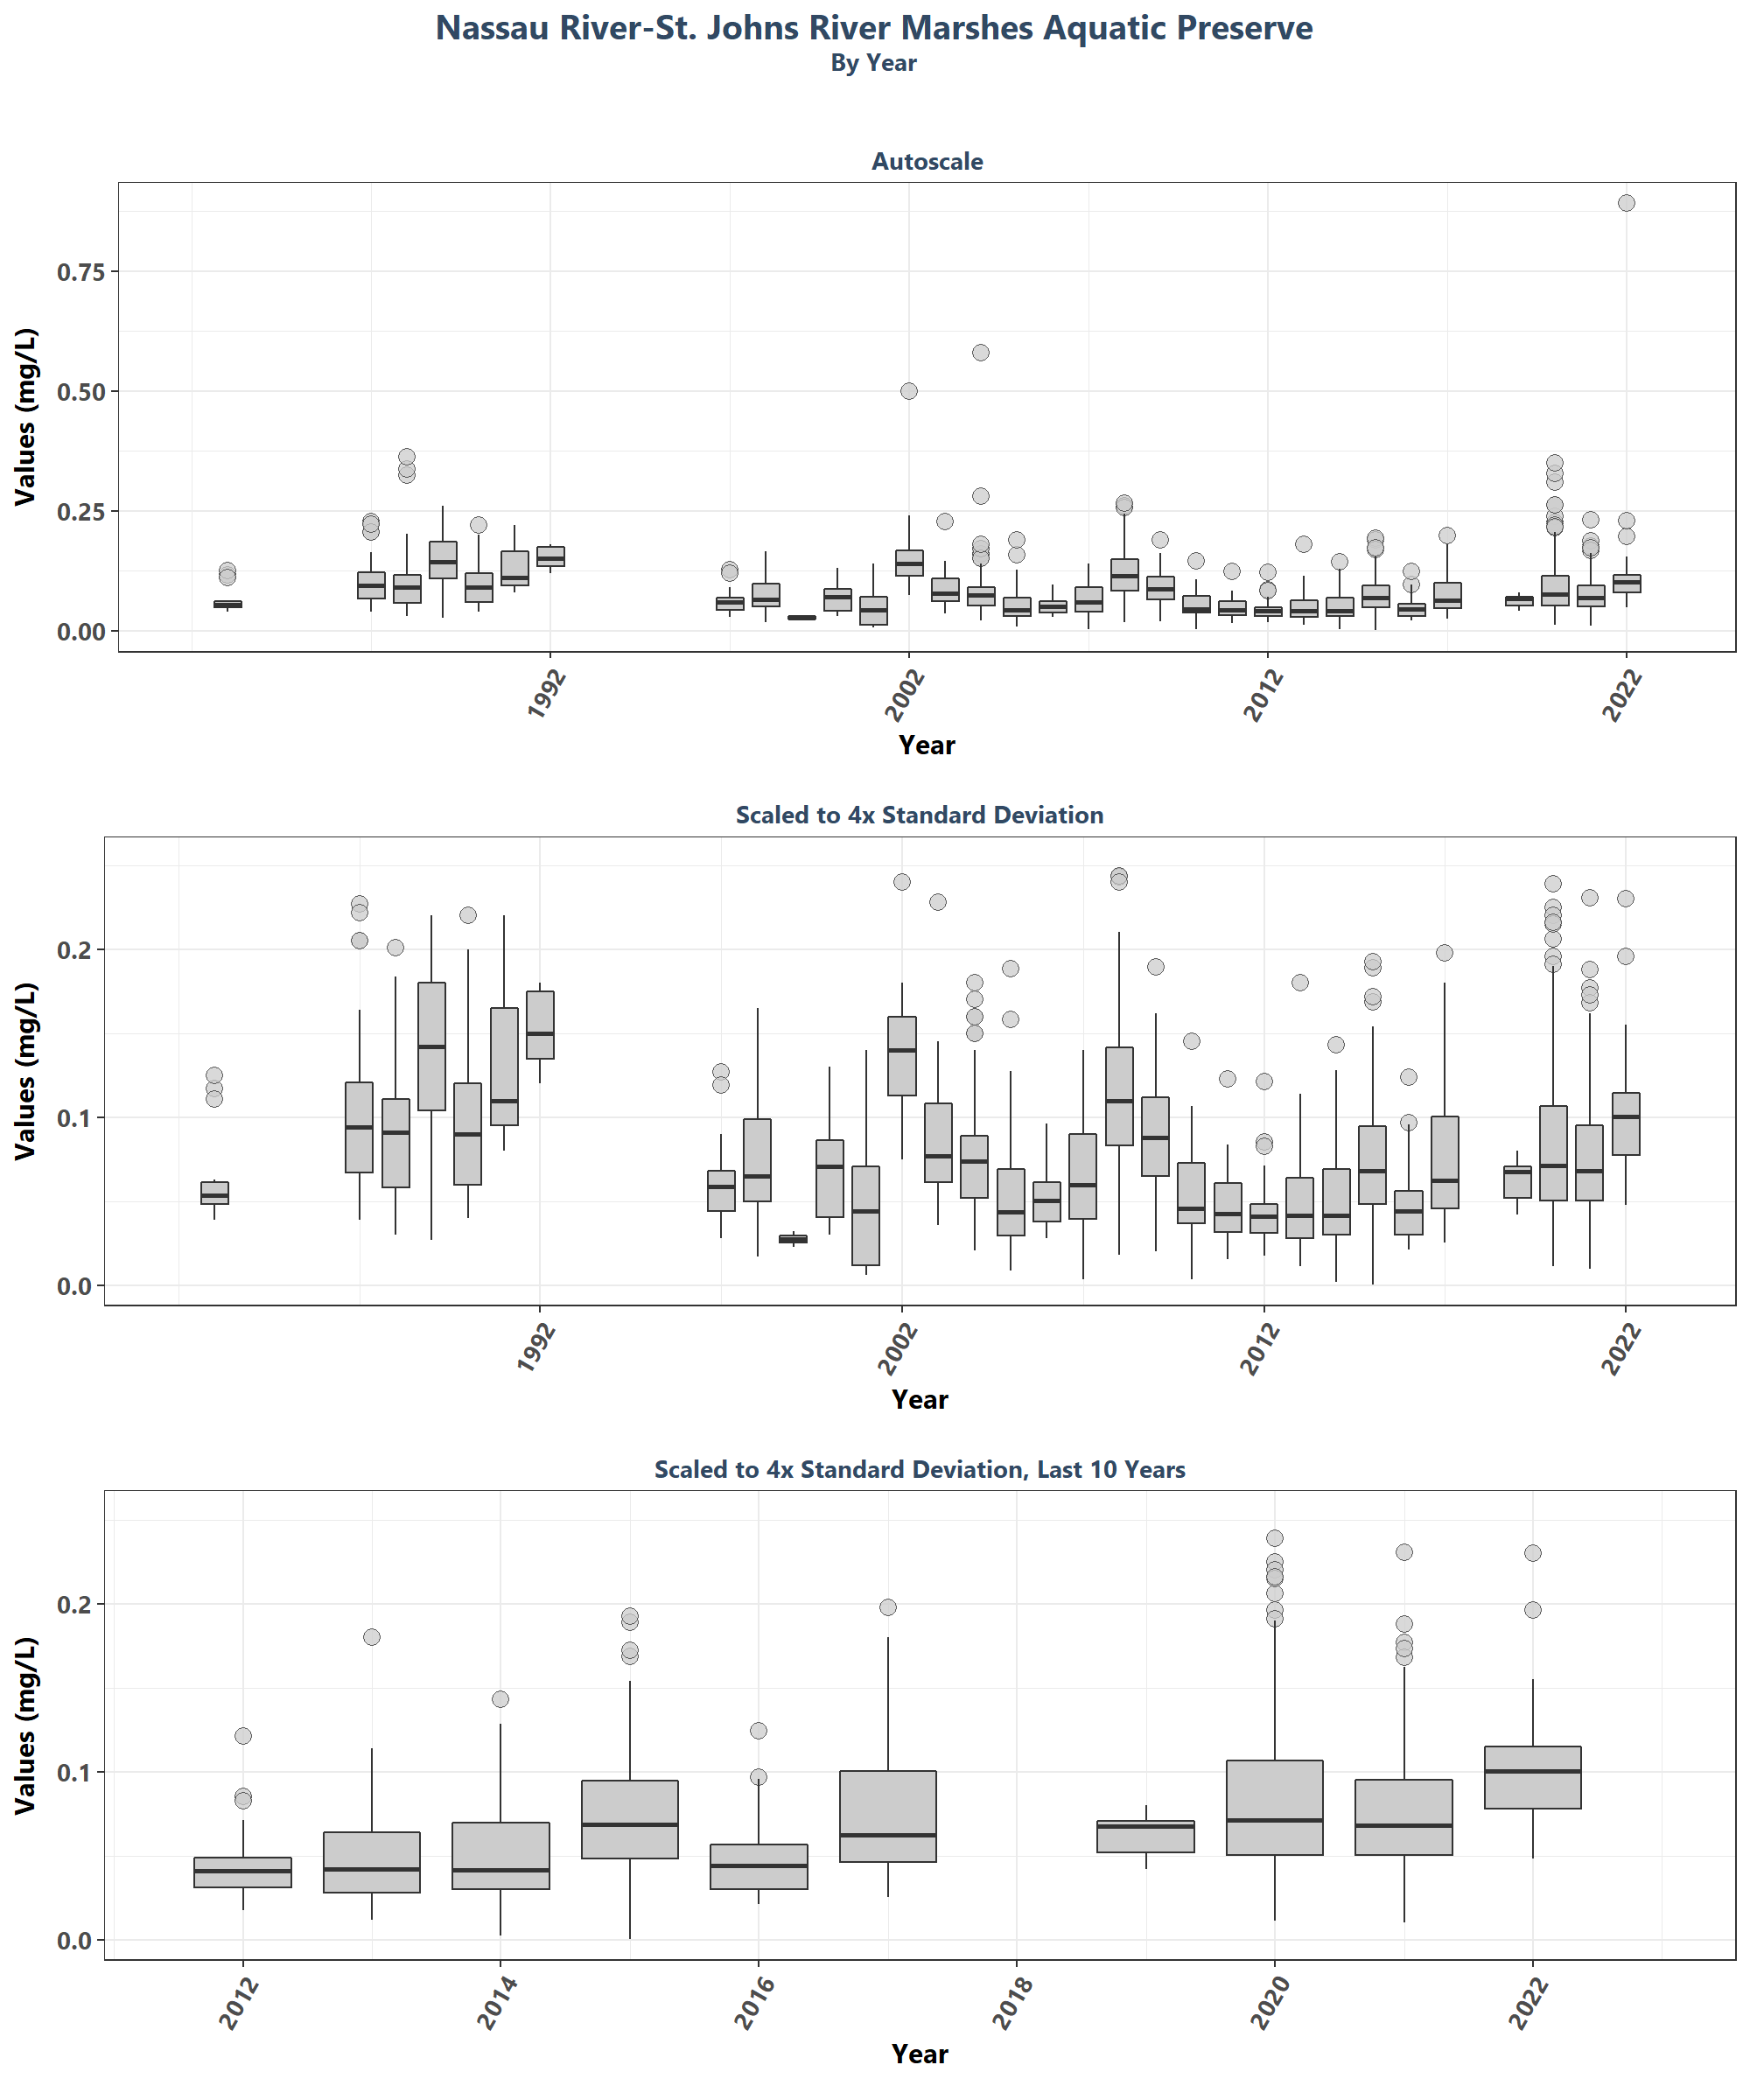 Nassau River-St. Johns River Marshes Aquatic Preserve
By Year
Autoscale
Values (mg/L)
0.75
0.50
0.25
0.00
1992
2002
2012
2022
Year
Scaled to 4x Standard Deviation
Values (mg/L)
0.2
0.1
0.0
1992
2002
2012
2022
Year
Scaled to 4x Standard Deviation, Last 10 Years
Values (mg/L)
0.2
0.1
0.0
2012
2014
2016
2018
2020
2022
Year